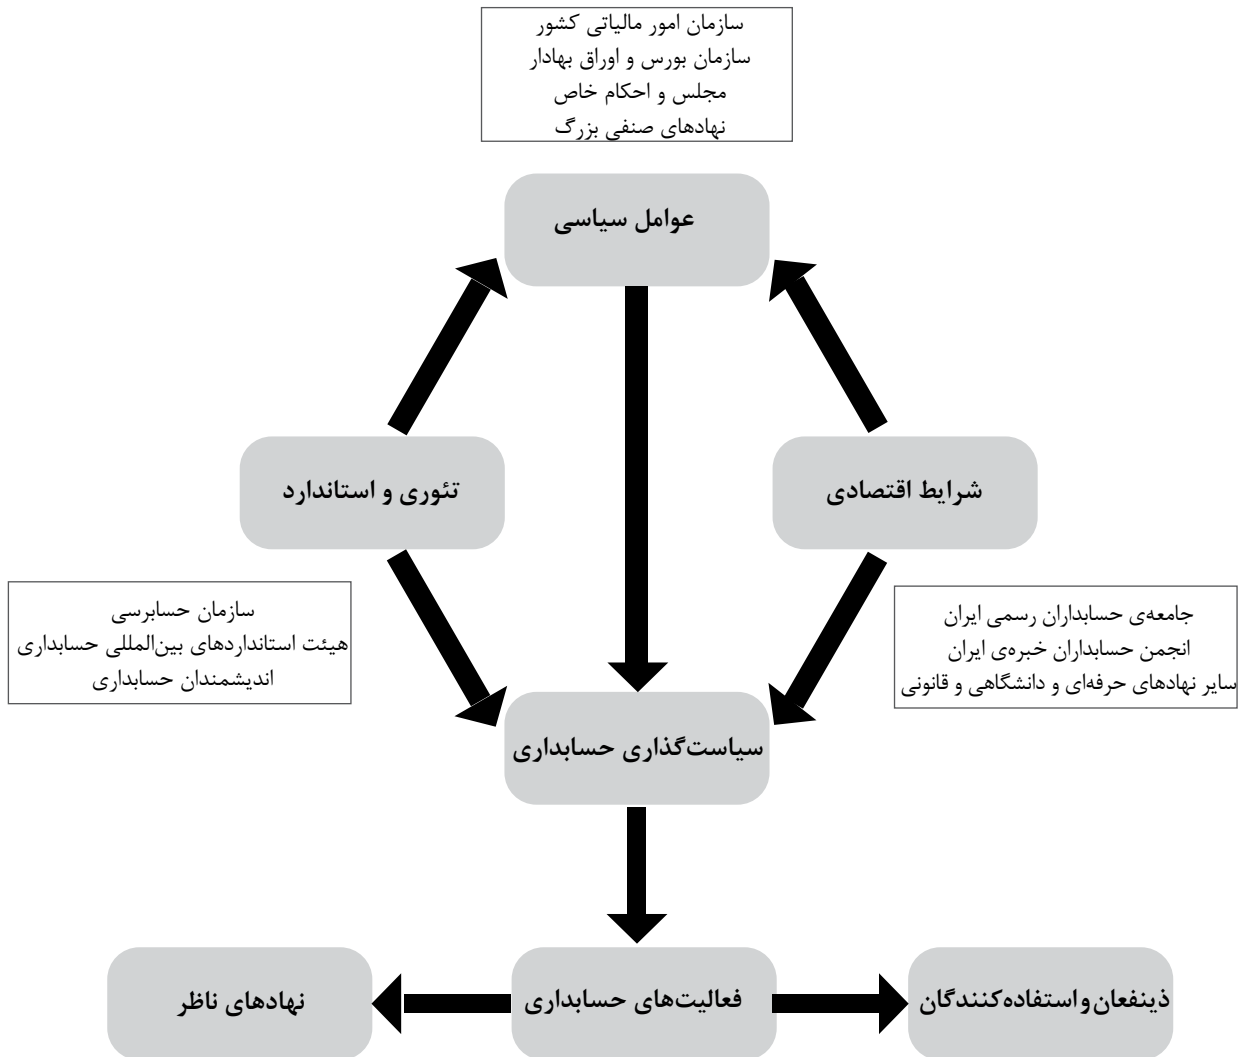 سازمان امور مالیاتی کشور
سازمان بورس و اوراق بهادار
مجلس و احکام خاص
نهادهای صنفی بزرگ
عوامل سیاسی
شرایط اقتصادی
تئوری و استاندارد
جامعه‌ی حسابداران رسمی ایران
انجمن حسابداران خبره‌ی ایران
سایر نهادهای حرفه‌ای و دانشگاهی و قانونی
سازمان حسابرسی
هیئت استانداردهای بین‌المللی حسابداری
اندیشمندان حسابداری
سیاست‌گذاری حسابداری
ذینفعان و استفاده‌کنندگان
فعالیت‌های حسابداری
نهادهای ناظر